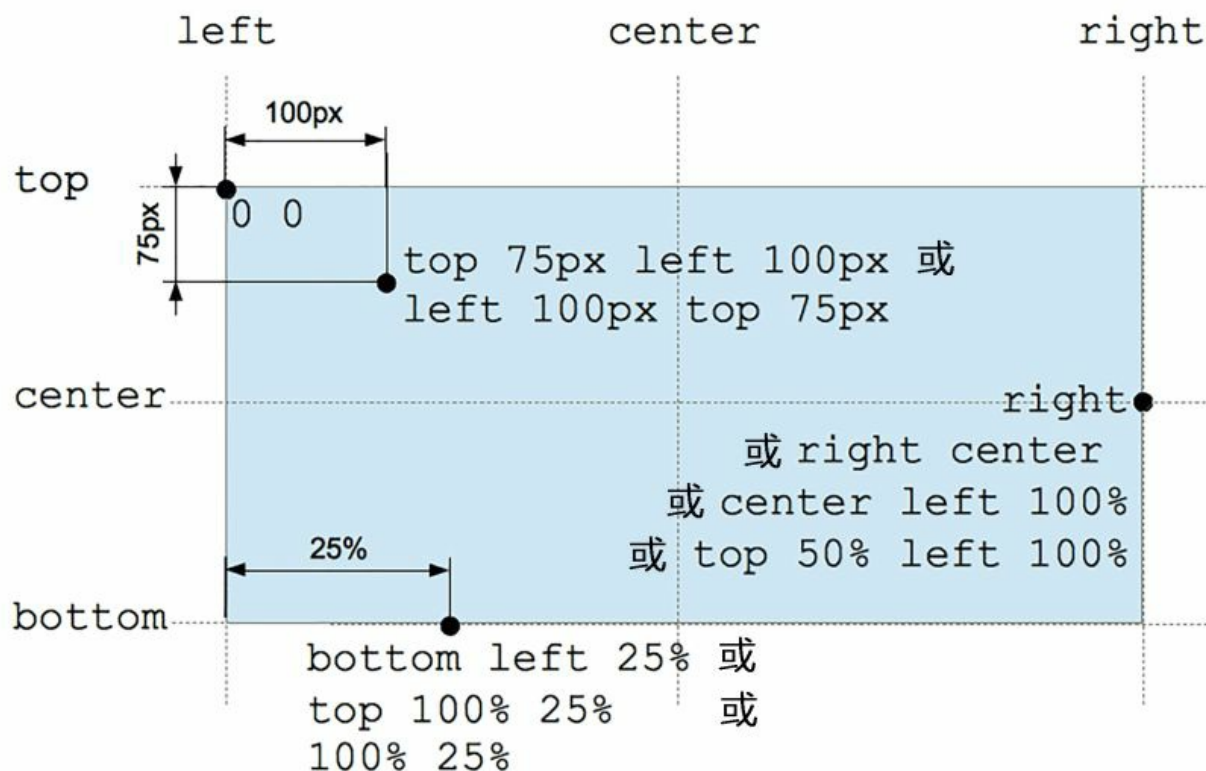 left center right
100px
top
0 0
75px
top 75px left 100px 或
left 100px top 75px
center
right
或 right center
或 center left 100%
或 top 50% left 100%
25%
bottom
bottom left 25% 或
top 100% 25% 或
100% 25%